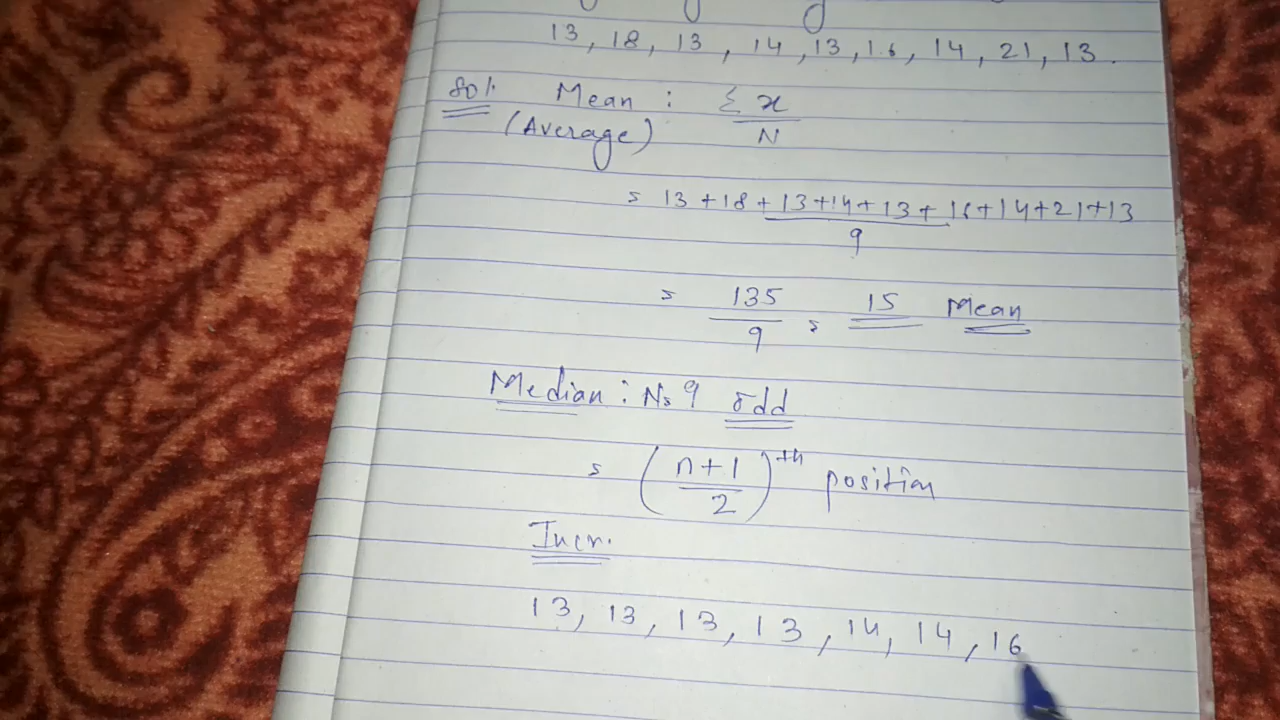 13, 18, 13, 14, 13, 16, 14, 21, 13.
Sol. Mean : Σx
(Average) N
= 13+18+13+14+13+16+14+21+13
9
= 135 = 15 Mean
9
Median : N=9 odd
= (n+1)th position
2
Incr.
13, 13, 13, 13, 14, 14, 16